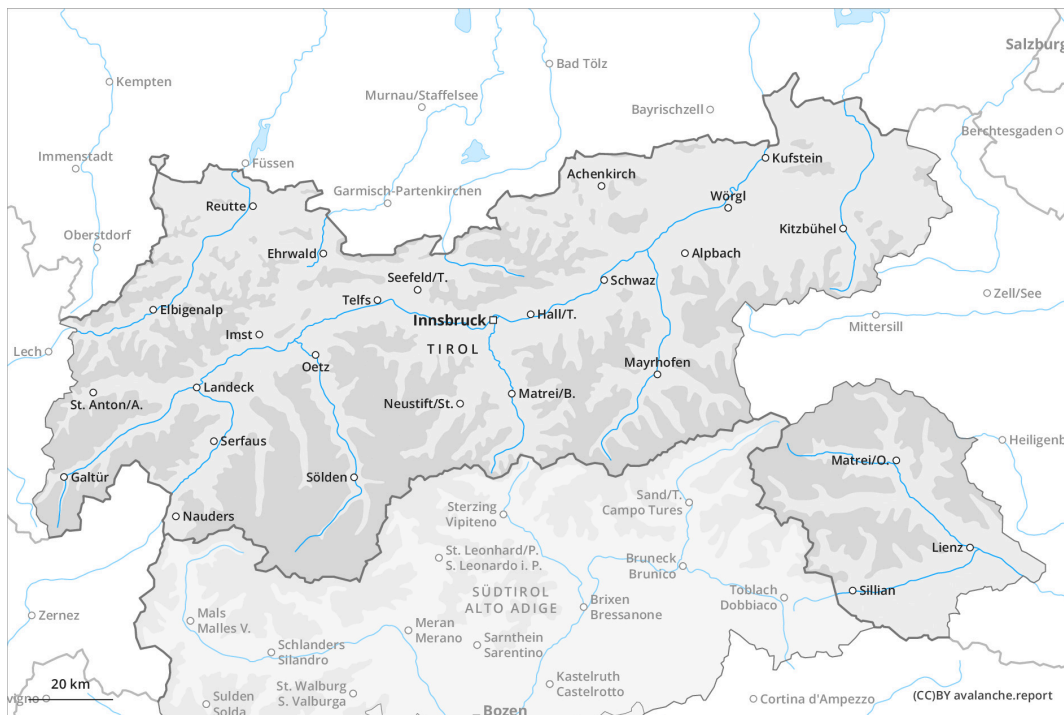 Salzburg
Kempten
Bad Tölz
Murnau/Staffelsee
Bayrischzell
Berchtesgaden
Immenstadt
Füssen
Kufstein
Achenkirch
Garmisch-Partenkirchen
Reutte
Wörgl
Kitzbühel
Oberstdorf
Ehrwald
Alpbach
Seefeld/T.
Schwaz
Zell/See
Telfs
Elbigenalp
Innsbruck
Hall/T.
Mittersill
Imst
TIROL
Lech
Oetz
Mayrhofen
Landeck
St. Anton/A.
Neustift/St.
Matrei/B.
Serfaus
Heiligenb
Matrei/O.
Galtür
Sölden
Sand/T.
Campo Tures
Sterzing
Vipiteno
Nauders
Lienz
St. Leonhard/P.
S. Leonardo i. P.
Bruneck
Brunico
SÜDTIROL
ALTO ADIGE
Sillian
Toblach
Dobbiaco
Brixen
Bressanone
Zernez
Mals
Malles V.
Meran
Merano
Sarnthein
Sarentino
Schlanders
Silandro
Kastelruth
Castelrotto
20 km
St. Walburg
S. Valburga
vigno
Sulden
Solda
Cortina d'Ampezzo
(CC)BY avalanche.report
Bozen